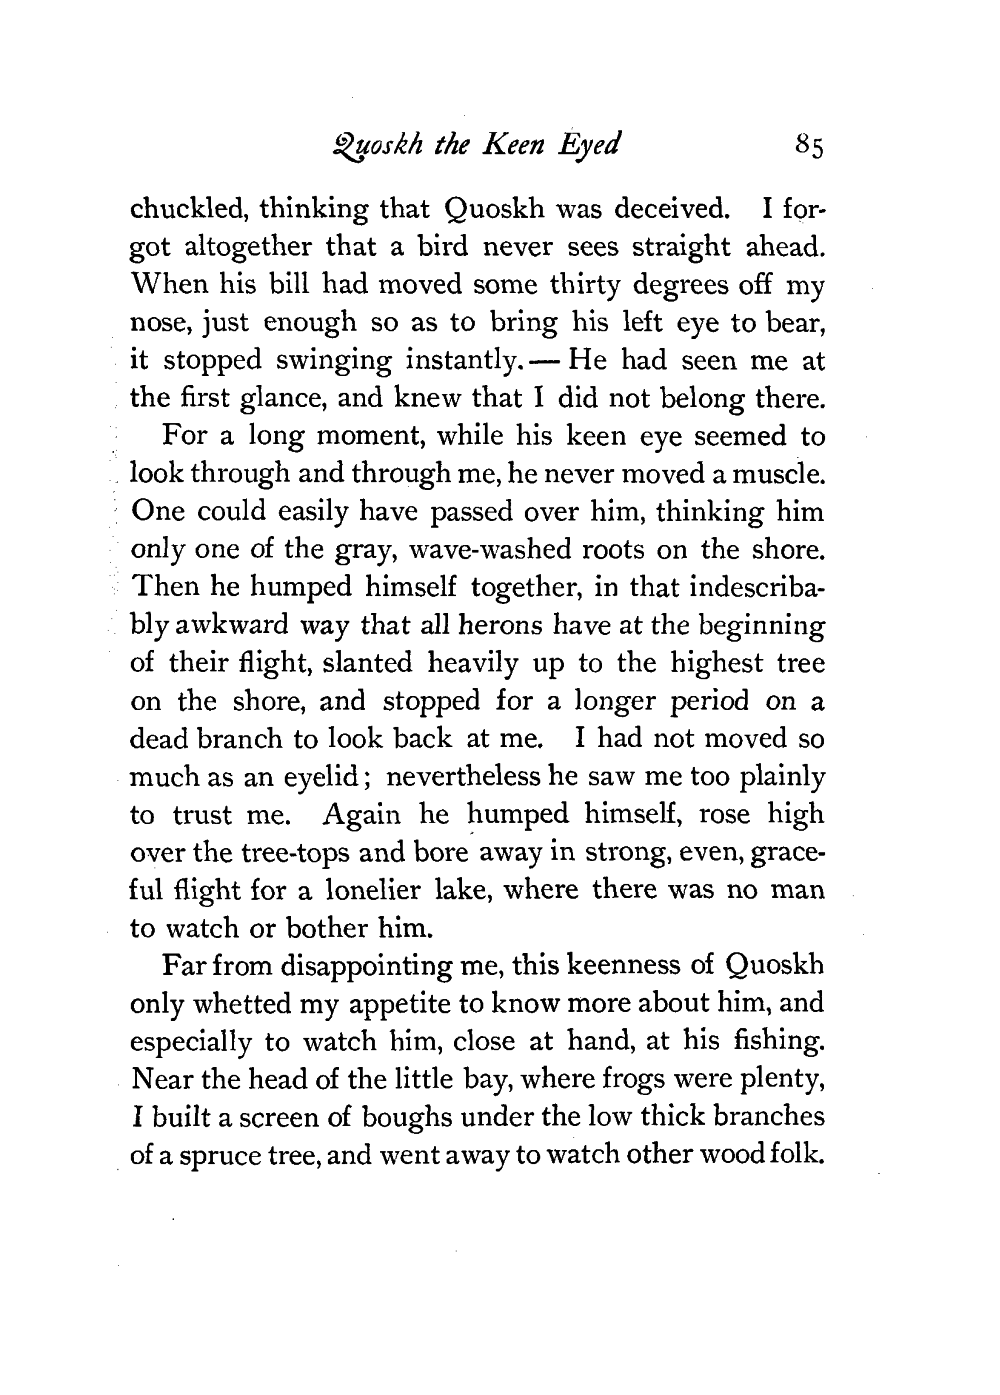 Quoskh the Keen Eyed 85
chuckled, thinking that Quoskh was deceived. I for-
got altogether that a bird never sees straight ahead.
When his bill had moved some thirty degrees off my
nose, just enough so as to bring his left eye to bear,
it stopped swinging instantly. — He had seen me at
the first glance, and knew that I did not belong there.
For a long moment, while his keen eye seemed to
look through and through me, he never moved a muscle.
One could easily have passed over him, thinking him
only one of the gray, wave-washed roots on the shore.
Then he humped himself together, in that indescriba-
bly awkward way that all herons have at the beginning
of their flight, slanted heavily up to the highest tree
on the shore, and stopped for a longer period on a
dead branch to look back at me. I had not moved so
much as an eyelid; nevertheless he saw me too plainly
to trust me. Again he humped himself, rose high
over the tree-tops and bore away in strong, even, grace-
ful flight for a lonelier lake, where there was no man
to watch or bother him.
Far from disappointing me, this keenness of Quoskh
only whetted my appetite to know more about him, and
especially to watch him, close at hand, at his fishing.
Near the head of the little bay, where frogs were plenty,
I built a screen of boughs under the low thick branches
of a spruce tree, and went away to watch other wood folk.